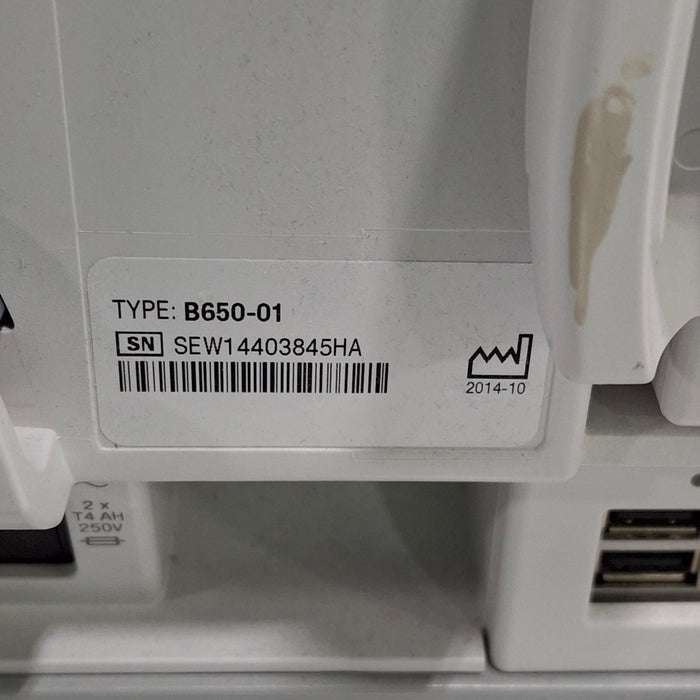 TYPE: B650-01
SN SEW14403845HA
2014-10
2 x
T4 AH
250V